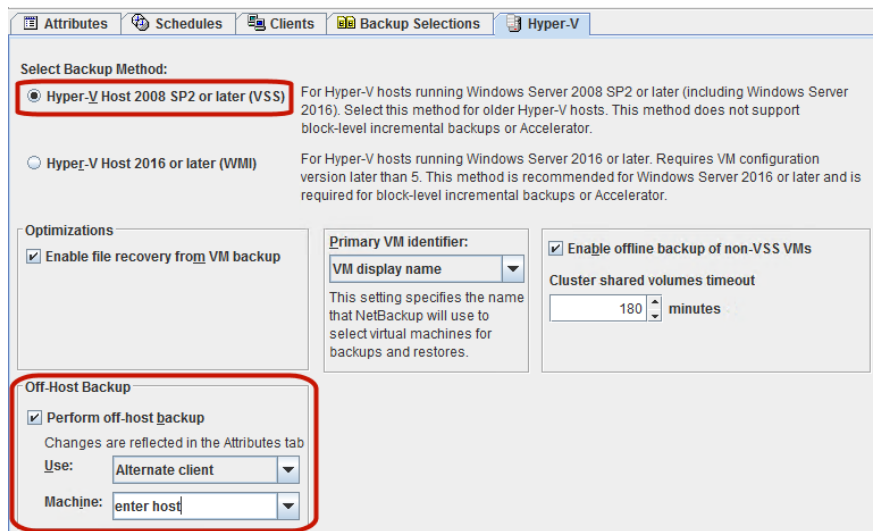 Attributes Schedules Clients Backup Selections Hyper-V
Select Backup Method:
Hyper-V Host 2008 SP2 or later (VSS)
For Hyper-V hosts running Windows Server 2008 SP2 or later (including Windows Server
2016). Select this method for older Hyper-V hosts. This method does not support
block-level incremental backups or Accelerator.
Hyper-V Host 2016 or later (WMI)
For Hyper-V hosts running Windows Server 2016 or later. Requires VM configuration
version later than 5. This method is recommended for Windows Server 2016 or later and is
required for block-level incremental backups or Accelerator.
Optimizations
Enable file recovery from VM backup
Primary VM identifier:
VM display name
This setting specifies the name
that NetBackup will use to
select virtual machines for
backups and restores.
Enable offline backup of non-VSS VMs
Cluster shared volumes timeout
180 minutes
Off-Host Backup
Perform off-host backup
Changes are reflected in the Attributes tab
Use: Alternate client
Machine: enter host